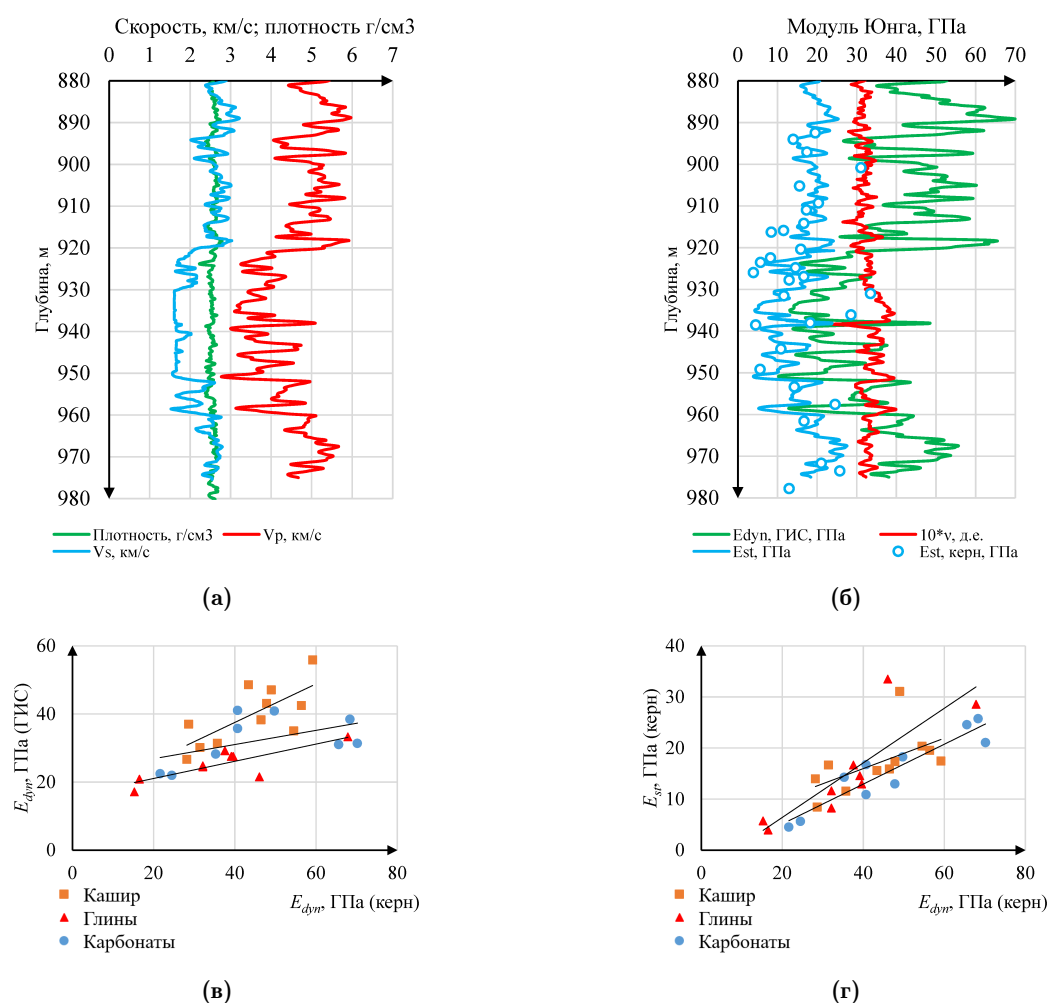 Скорость, км/с; плотность г/см3
0 1 2 3 4 5 6 7
880
890
900
910
920
930
940
950
960
970
980
Глубина, м
Плотность, г/см3
Vp, км/с
Vs, км/с
(а)
Модуль Юнга, ГПа
0 10 20 30 40 50 60 70
880
890
900
910
920
930
940
950
960
970
980
Глубина, м
Edyn, ГИС, ГПа
10*ν, д.е.
Est, ГПа
Est, керн, ГПа
(б)
60
40
20
0
Edyn, ГПа (ГИС)
0 20 40 60 80
Edyn, ГПа (керн)
Кашир
Глины
Карбонаты
(в)
40
30
20
10
0
Est, ГПа (керн)
0 20 40 60 80
Edyn, ГПа (керн)
Кашир
Глины
Карбонаты
(г)